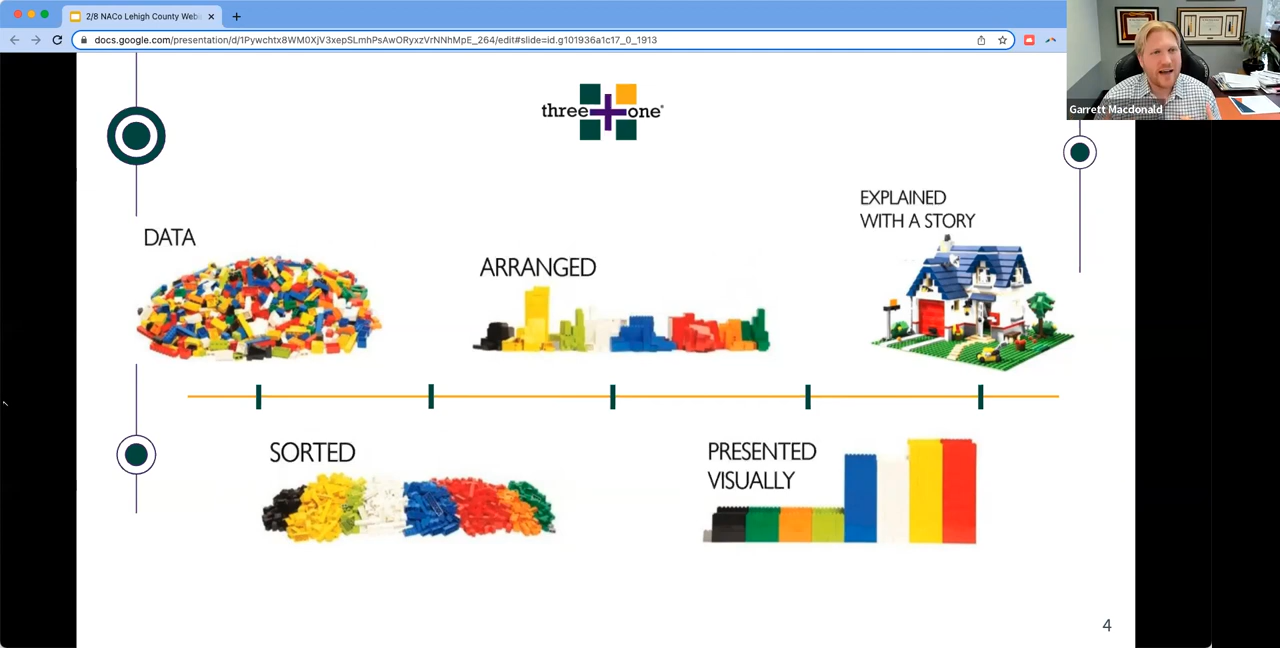 2/8 NACo Lehigh County Webi
docs.google.com/presentation/d/1Pywchtx8WM0XjV3xepSLmhPsAwORyxzVrNNhMpE_264/edit#slide=id.g101936a1c17_0_1913
Garrett Macdonald
three one®
EXPLAINED
WITH A STORY
DATA
ARRANGED
SORTED
PRESENTED
VISUALLY
4